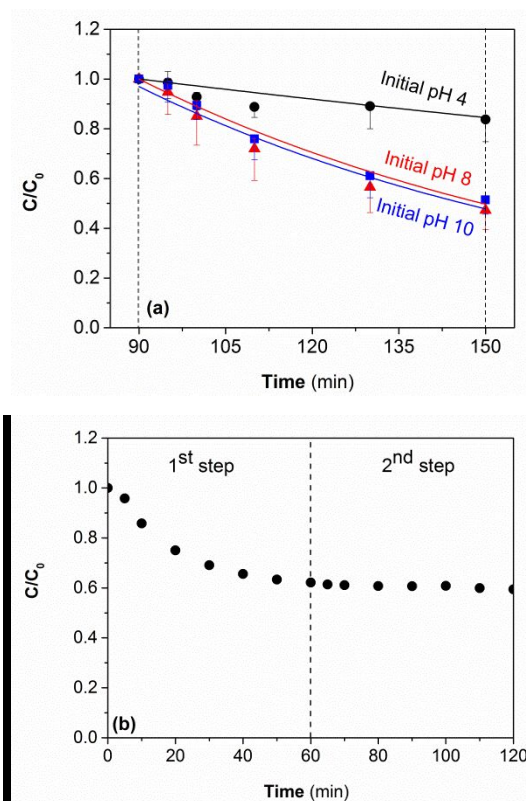 1.2
1.0
0.8
0.6
0.4
0.2
0.0
C/C0
Initial pH 4
Initial pH 8
Initial pH 10
(a)
90 105 120 135 150
Time (min)
1.2
1.0
0.8
0.6
0.4
0.2
0.0
C/C0
1st step
2nd step
(b)
0 20 40 60 80 100 120
Time (min)